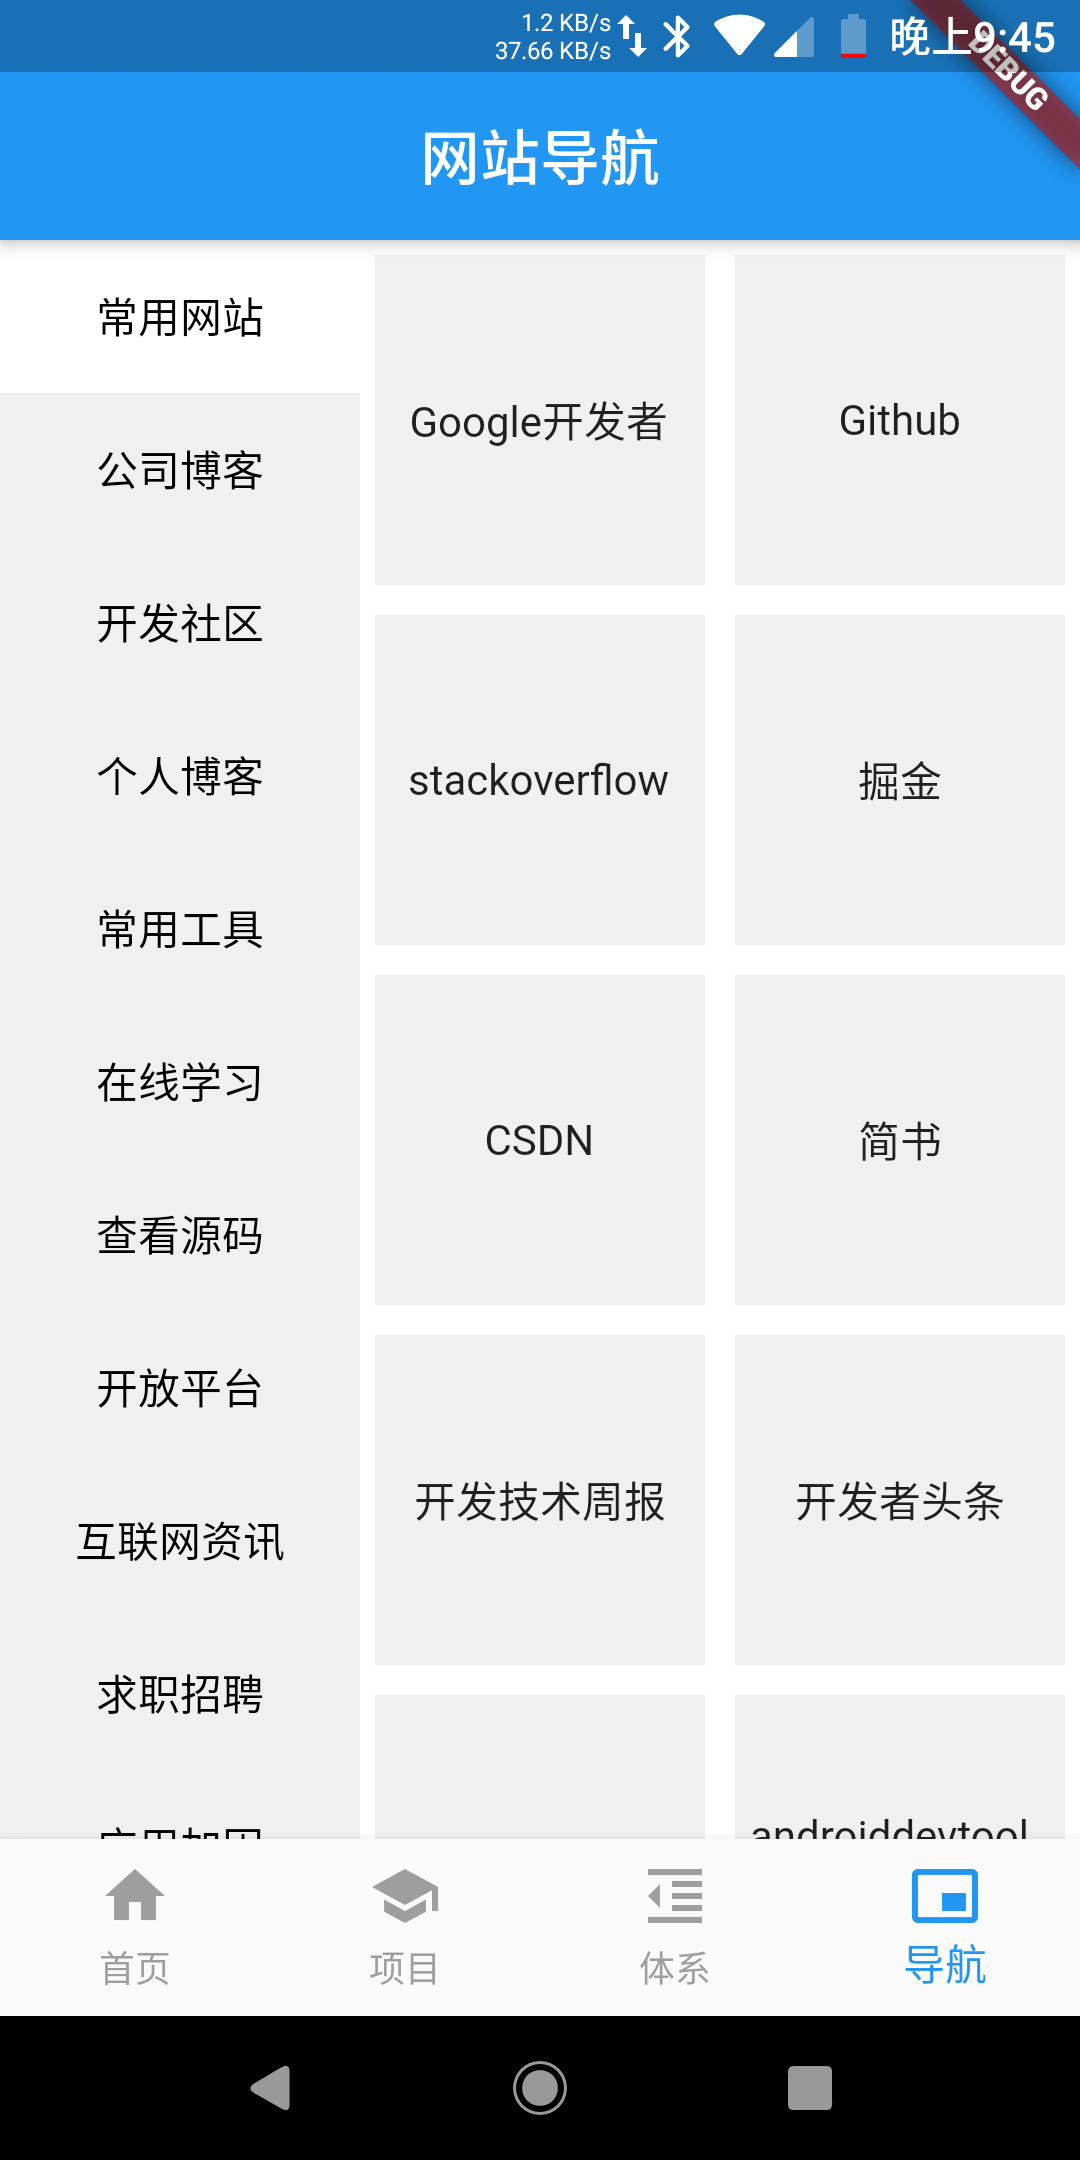 1.2 KB/s
37.66 KB/s
晚上9:45
DEBUG
网站导航
常用网站
公司博客
开发社区
个人博客
常用工具
在线学习
查看源码
开放平台
互联网资讯
求职招聘
Google开发者
Github
stackoverflow
掘金
CSDN
简书
开发技术周报
开发者头条
androiddevtool
首页
项目
体系
导航